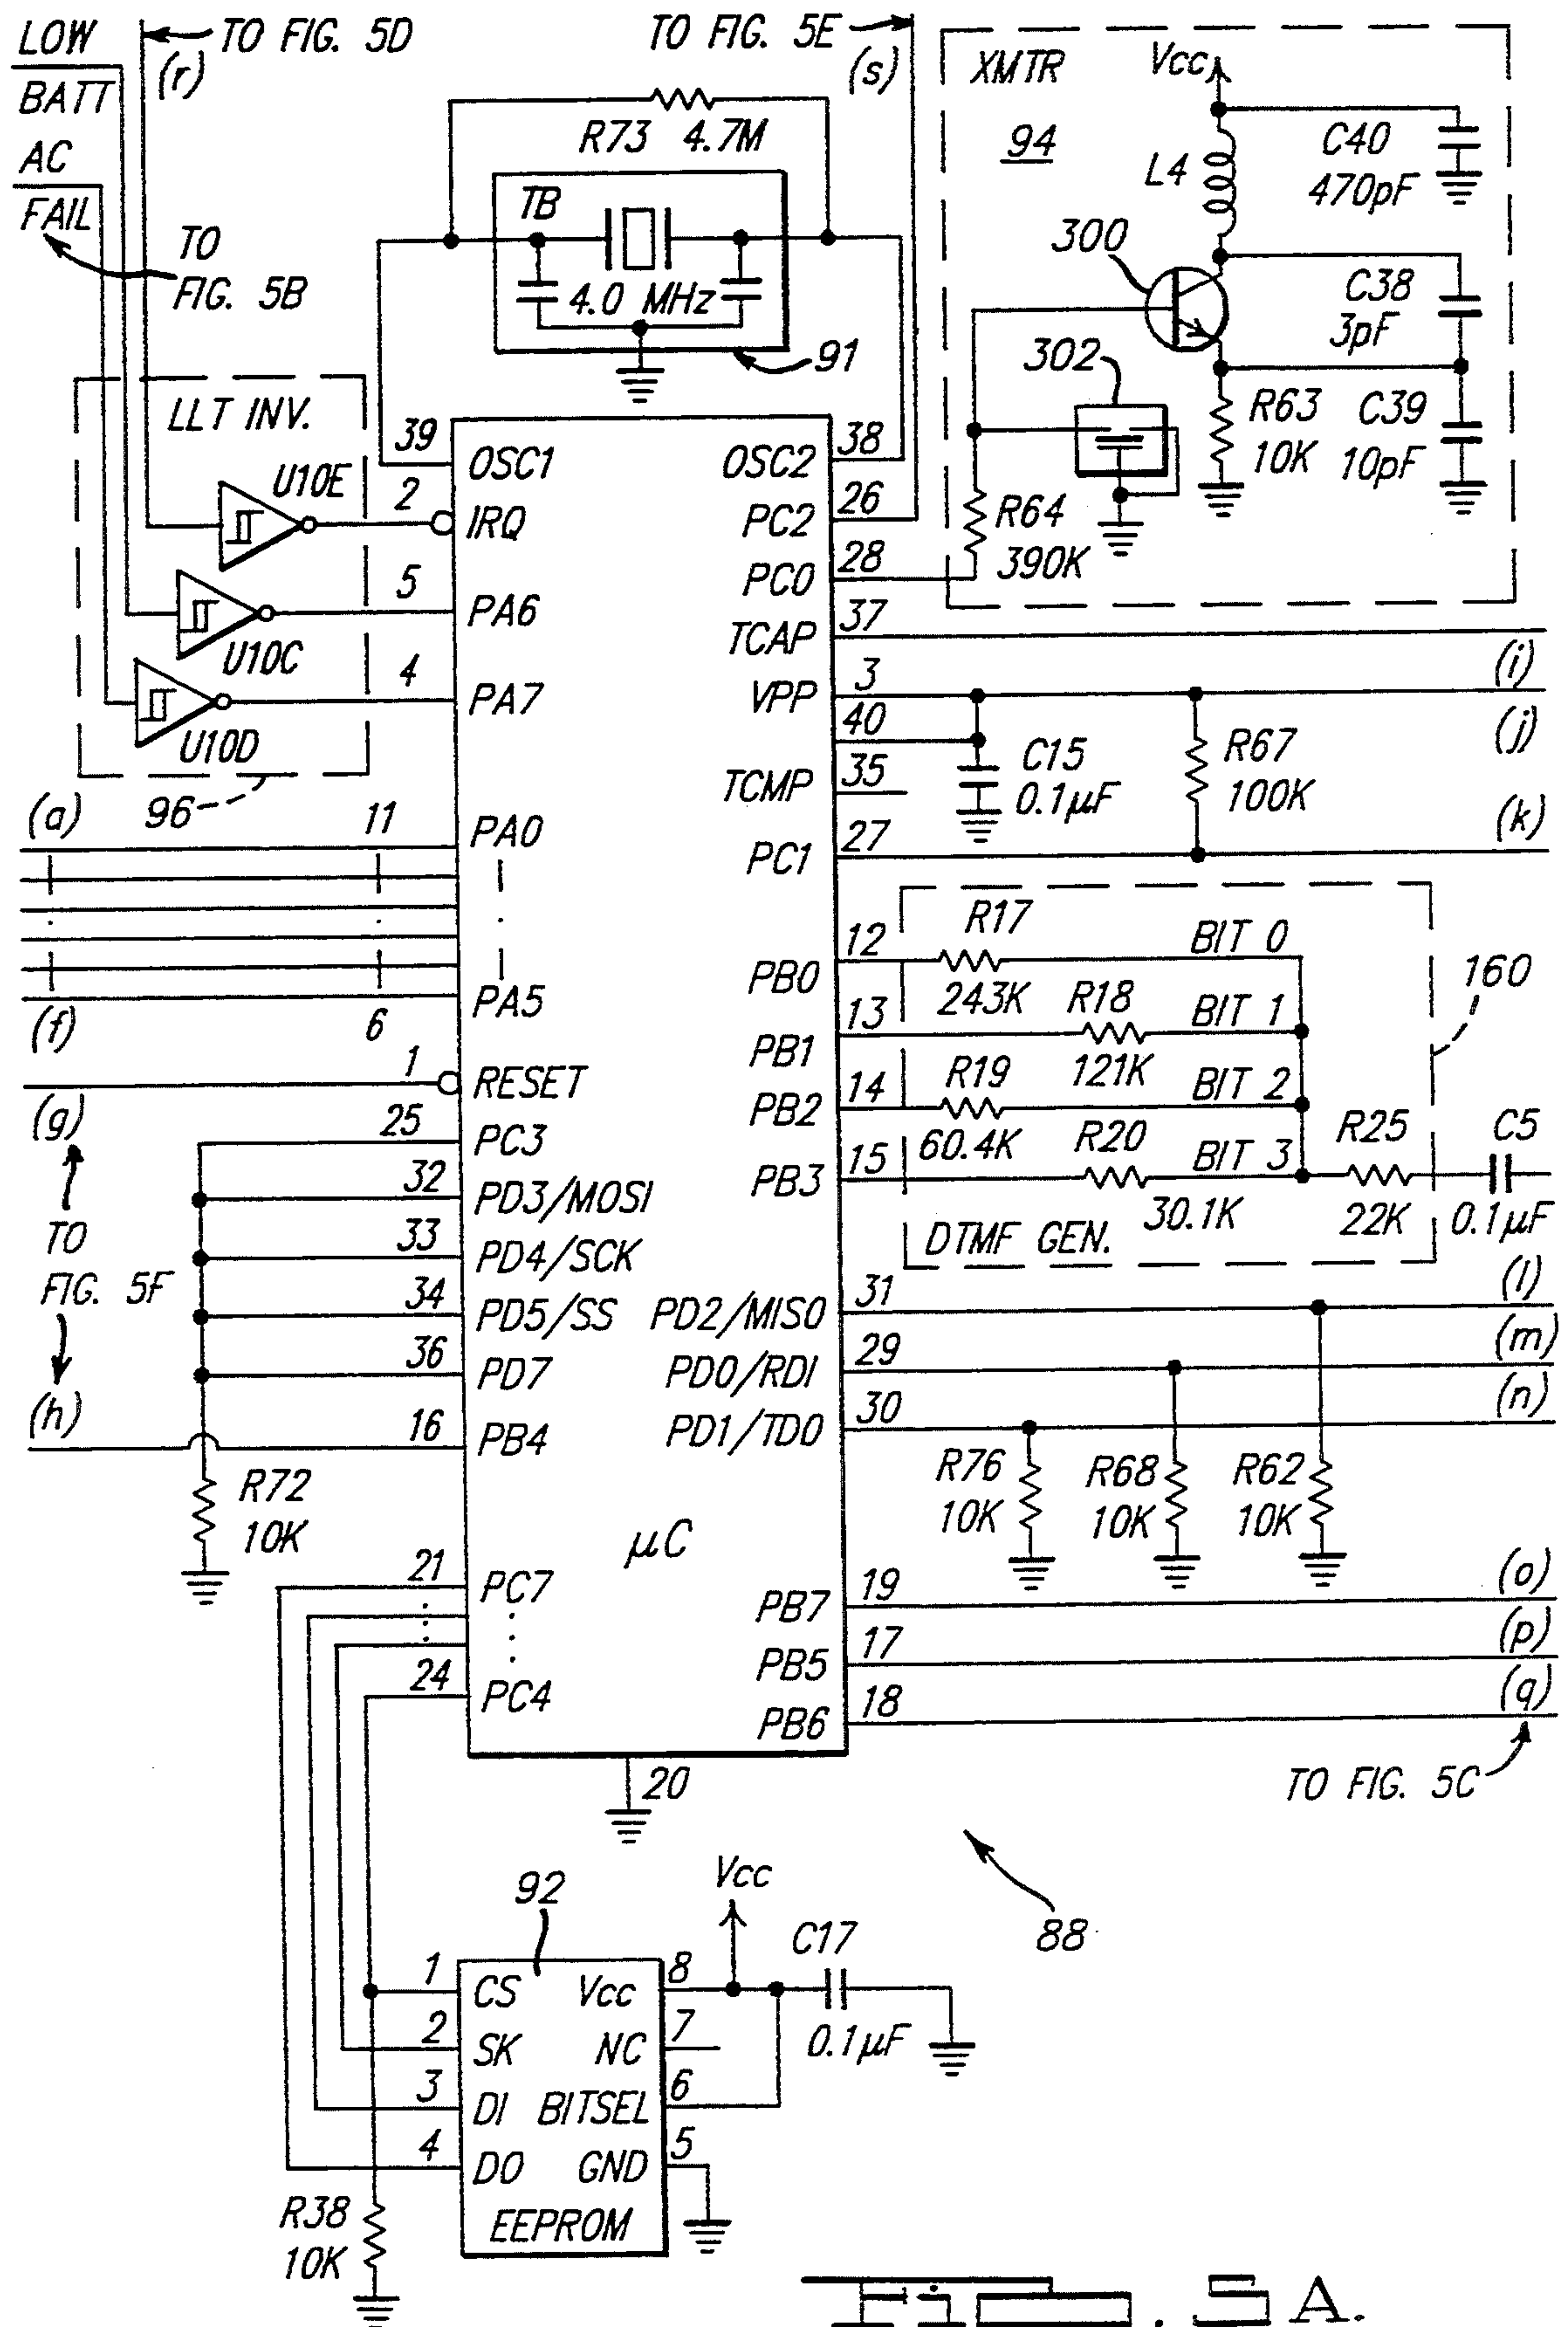 LOW
BATT
AC
FAIL
TO FIG. 5D
(r)
TO
FIG. 5B
TO FIG. 5E
(s)
R73 4.7M
TB
4.0 MHz
91
XMTR
Vcc
94
L4
C40
470pF
300
C38
3pF
302
R63
10K
C39
10pF
R64
390K
LLT INV.
U10E
U10C
U10D
96
39
OSC1
2
IRQ
5
PA6
4
PA7
(a)
11
PA0
PA5
(f)
6
1
RESET
(g)
TO
FIG. 5F
(h)
25
PC3
32
PD3/MOSI
33
PD4/SCK
34
PD5/SS
36
PD7
16
PB4
R72
10K
21
PC7
24
PC4
μC
20
38
OSC2
26
PC2
28
PC0
37
TCAP
(i)
3
VPP
40
(j)
C15
0.1μF
R67
100K
35
TCMP
27
PC1
(k)
12
PB0
R17
243K
BIT 0
13
PB1
R18
121K
BIT 1
14
PB2
R19
60.4K
BIT 2
15
PB3
R20
30.1K
BIT 3
160
R25
22K
C5
0.1μF
DTMF GEN.
31
PD2/MISO
(l)
29
PD0/RDI
(m)
30
PD1/TDO
(n)
R76
10K
R68
10K
R62
10K
19
PB7
(o)
17
PB5
(p)
18
PB6
(q)
TO FIG. 5C
88
92
Vcc
C17
0.1μF
1
CS
2
SK
3
DI
4
DO
Vcc
8
NC
7
BITSEL
6
GND
5
EEPROM
R38
10K
Fig. 5A.